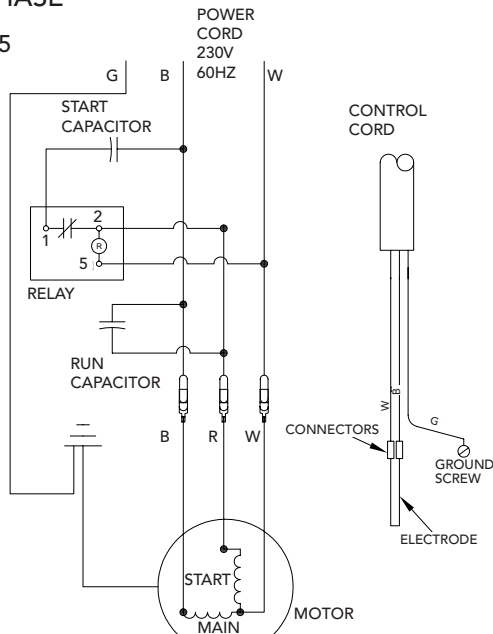 5
POWER
CORD
230V
60HZ
G
B
W
START
CAPACITOR
CONTROL
CORD
1
2
R
5
RELAY
RUN
CAPACITOR
B
R
W
W
B
G
CONNECTORS
GROUND
SCREW
ELECTRODE
START
MAIN
MOTOR